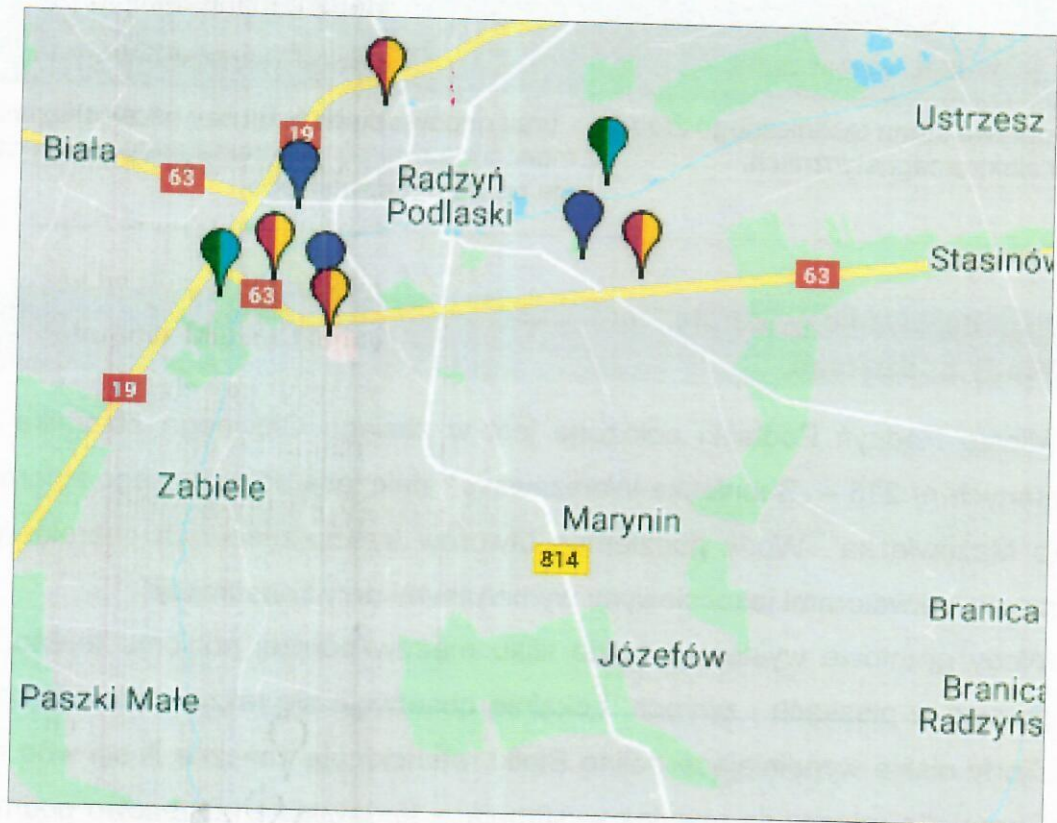 Ustrzesz
19
Biała
63
Radzyń
Podlaski
Stasinów
63
63
19
Zabiele
Marynin
814
Branica
Józefów
Branica
Radzyńs
Paszki Małe